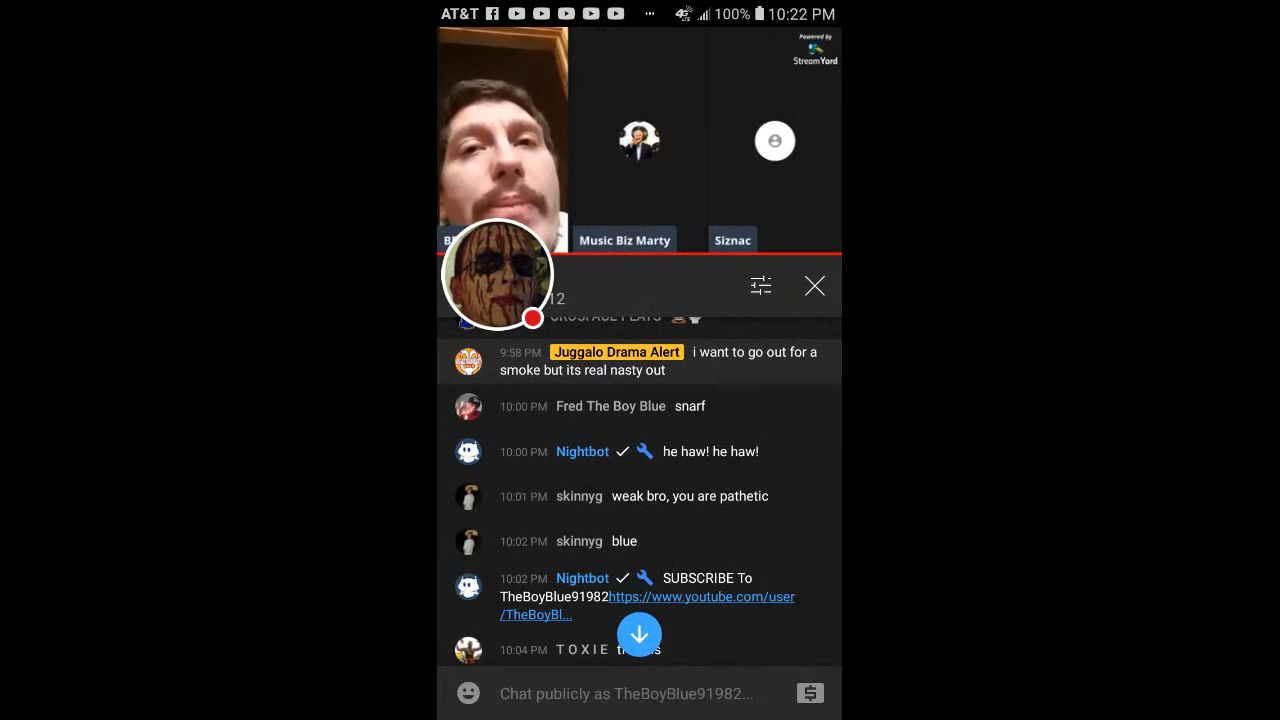 AT&T 100% 10:22 PM
Powered by
StreamYard
Music Biz Marty
Siznac
12
9:58 PM Juggalo Drama Alert i want to go out for a
smoke but its real nasty out
10:00 PM Fred The Boy Blue snarf
10:00 PM Nightbot he haw! he haw!
10:01 PM skinnyg weak bro, you are pathetic
10:02 PM skinnyg blue
10:02 PM Nightbot SUBSCRIBE To
TheBoyBlue91982https://www.youtube.com/user
/TheBoyBl...
10:04 PM T O X I E
Chat publicly as TheBoyBlue91982...